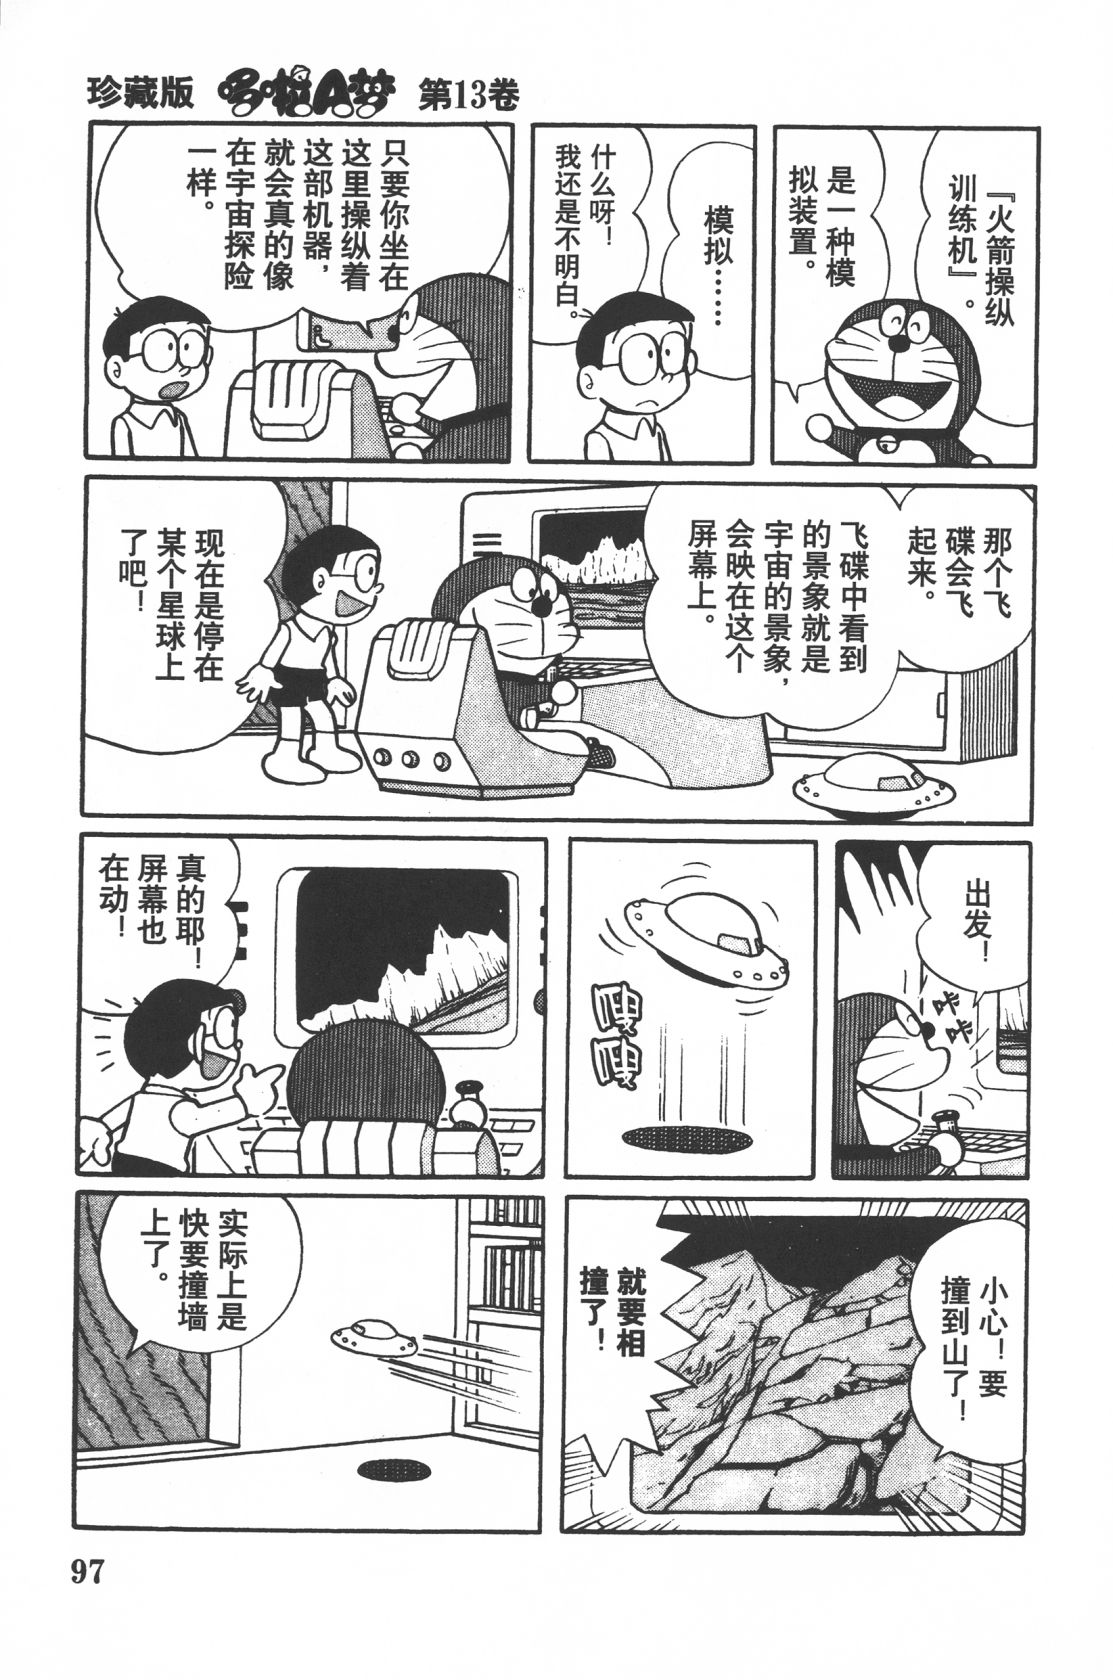 珍藏版 哆啦A梦 第13卷
『火箭操纵
训练机』。
是一种模
拟装置。
模拟……
什么呀！
我还是不明白。
只要你坐在
这里操纵着
这部机器，
就会真的像
在宇宙探险
一样。
那个飞
碟会飞
起来。
飞碟中看到
的景象就是
宇宙的景象，
会映在这个
屏幕上。
现在是停在
某个星球上
了吧！
出发！
咔
咔
嗖
嗖
真的耶！
屏幕也
在动！
小心！要
撞到山了！
就要相
撞了！
实际上是
快要撞墙
上了。
97